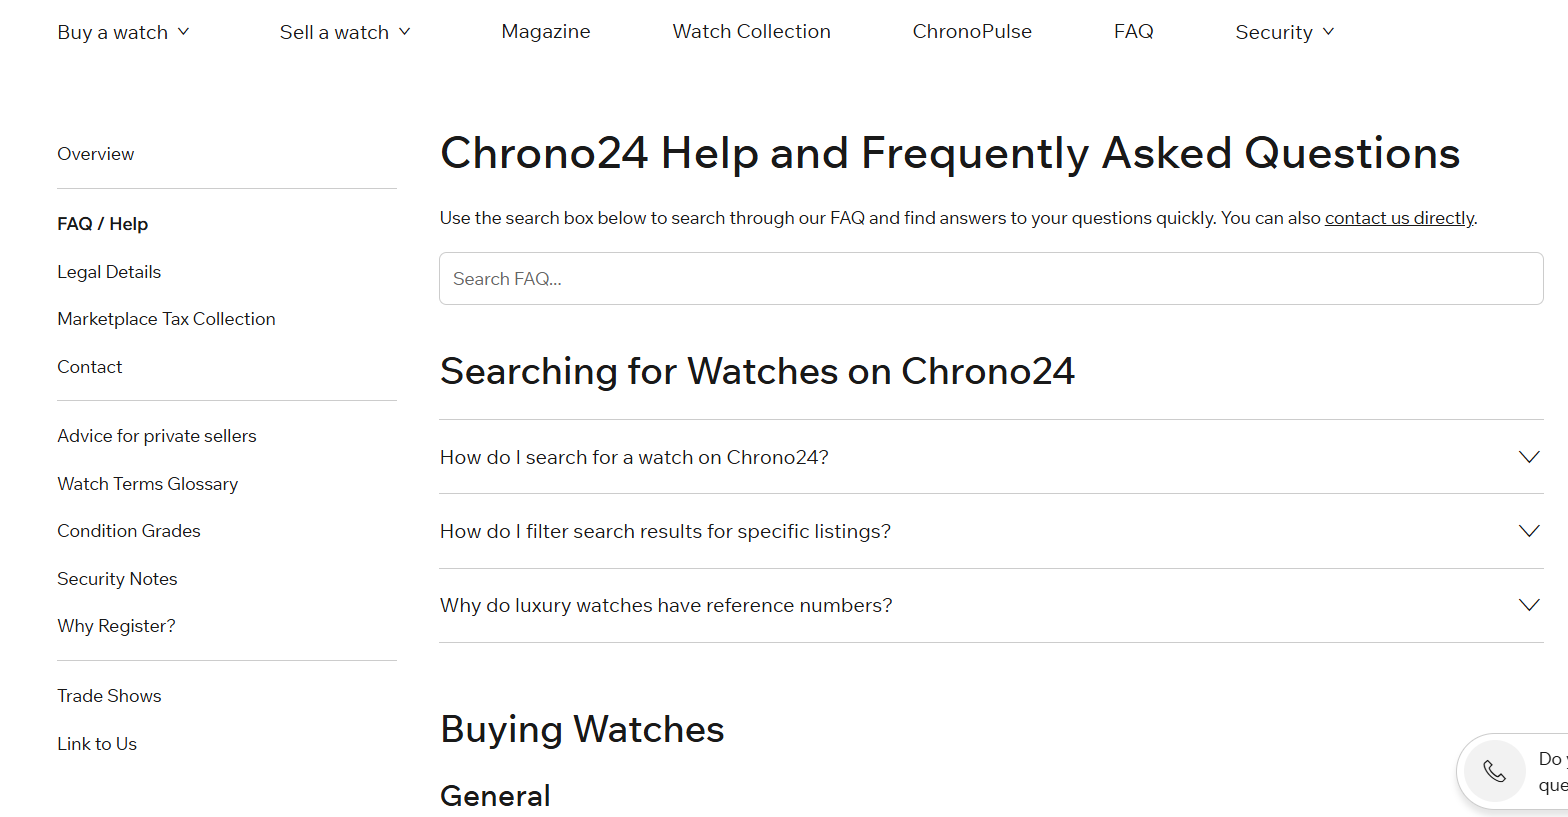 Buy a watch
Sell a watch
Magazine
Watch Collection
ChronoPulse
FAQ
Security
Overview
FAQ / Help
Legal Details
Marketplace Tax Collection
Contact
Advice for private sellers
Watch Terms Glossary
Condition Grades
Security Notes
Why Register?
Trade Shows
Link to Us
Chrono24 Help and Frequently Asked Questions
Use the search box below to search through our FAQ and find answers to your questions quickly. You can also contact us directly.
Search FAQ...
Searching for Watches on Chrono24
How do I search for a watch on Chrono24?
How do I filter search results for specific listings?
Why do luxury watches have reference numbers?
Buying Watches
General
Do